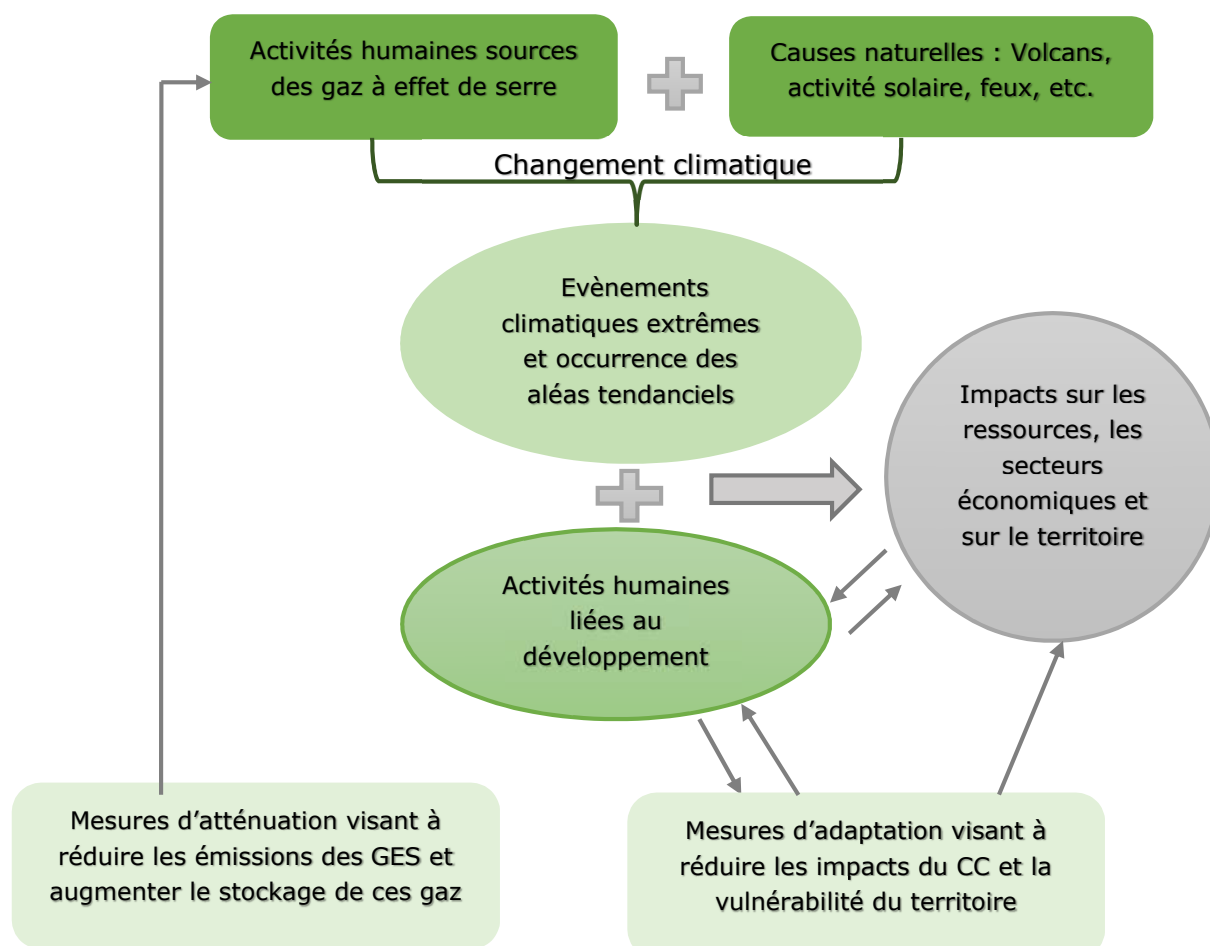 Activités humaines sources
des gaz à effet de serre
Causes naturelles : Volcans,
activité solaire, feux, etc.
Changement climatique
Evènements
climatiques extrêmes
et occurrence des
aléas tendanciels
Impacts sur les
ressources, les
secteurs
économiques et
sur le territoire
Activités humaines
liées au
développement
Mesures d’atténuation visant à
réduire les émissions des GES et
augmenter le stockage de ces gaz
Mesures d’adaptation visant à
réduire les impacts du CC et la
vulnérabilité du territoire